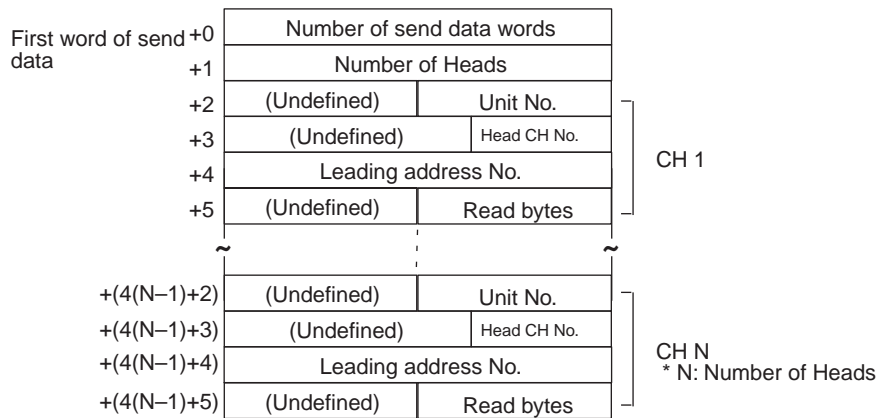 First word of send data
+0 Number of send data words
+1 Number of Heads
+2 (Undefined) Unit No.
+3 (Undefined) Head CH No.
+4 Leading address No.
+5 (Undefined) Read bytes
CH 1
~ ~
+(4(N–1)+2) (Undefined) Unit No.
+(4(N–1)+3) (Undefined) Head CH No.
+(4(N–1)+4) Leading address No.
+(4(N–1)+5) (Undefined) Read bytes
CH N
* N: Number of Heads